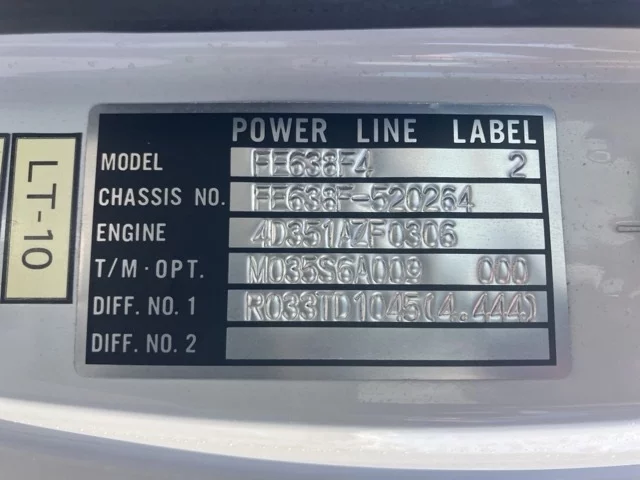 POWER LINE LABEL
MODEL FE638F4 2
CHASSIS NO. FE638F-520264
ENGINE 4D351AZF0306
T/M·OPT. M035S6A009 000
DIFF. NO. 1 R033TD1045(4.444)
DIFF. NO. 2
LT-10